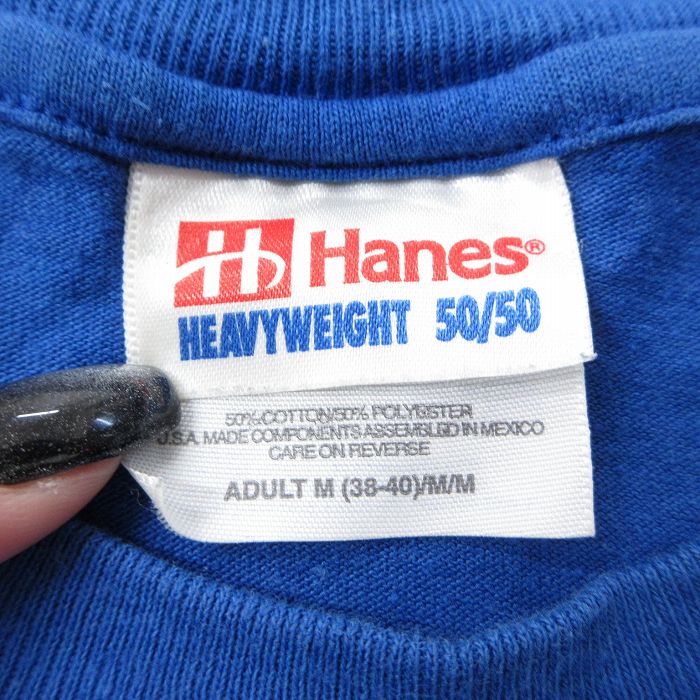 Hanes®
HEAVYWEIGHT 50/50
50% COTTON/50% POLYESTER
U.S.A. MADE COMPONENTS ASSEMBLED IN MEXICO
CARE ON REVERSE
ADULT M (38-40)/M/M